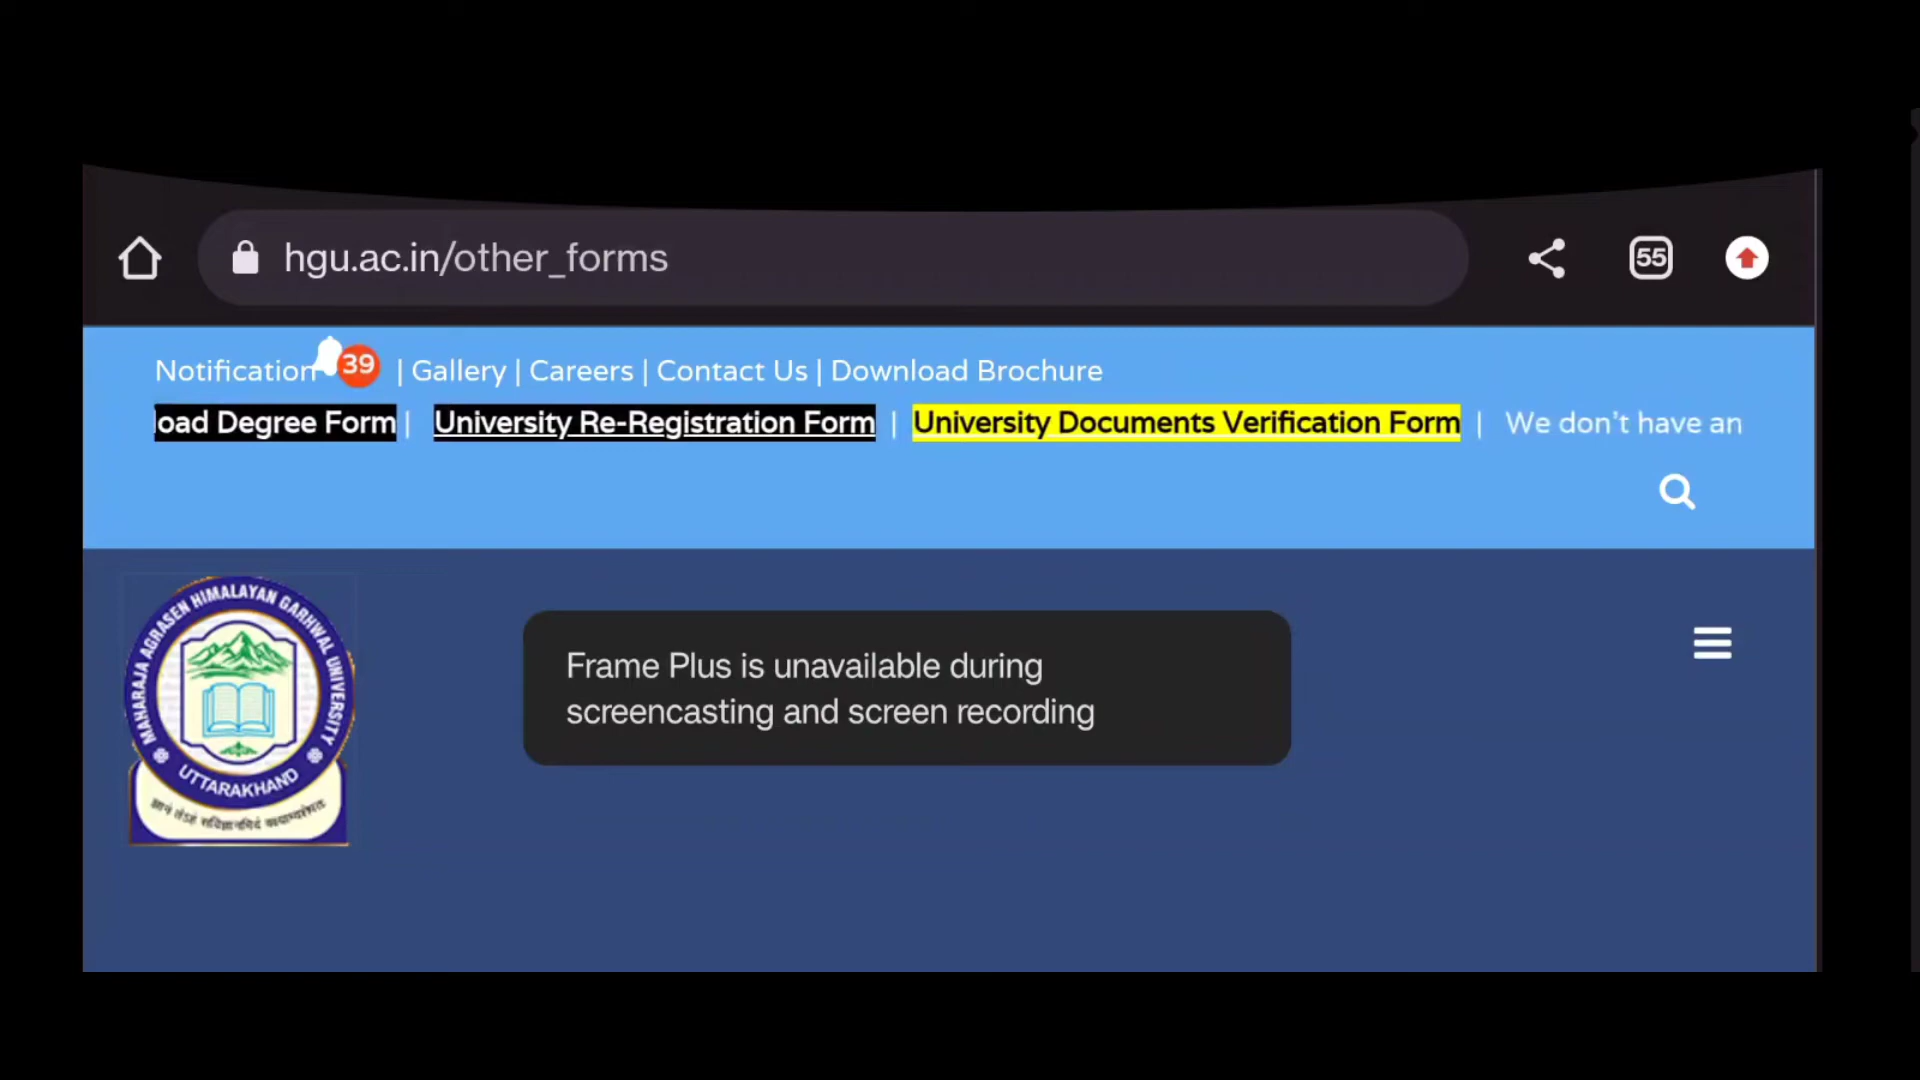 hgu.ac.in/other_forms
55
Notification 39 | Gallery | Careers | Contact Us | Download Brochure
oad Degree Form | University Re-Registration Form | University Documents Verification Form | We don't have an
MAHARAJA AGRASEN HIMALAYAN GARHWAL UNIVERSITY
UTTARAKHAND
Frame Plus is unavailable during
screencasting and screen recording